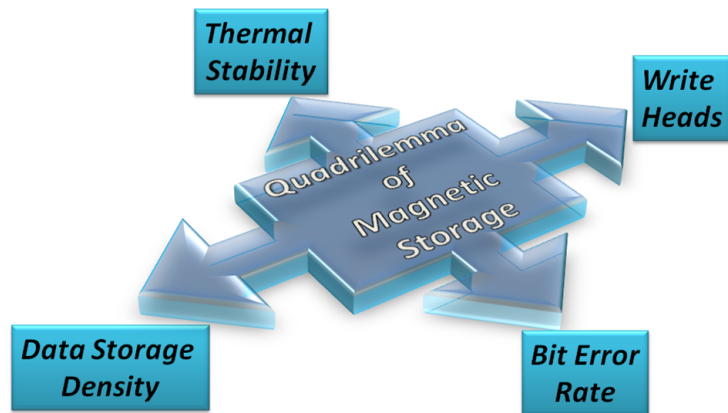 Thermal
Stability
Write
Heads
Quadrilemma
of
Magnetic
Storage
Data Storage
Density
Bit Error
Rate